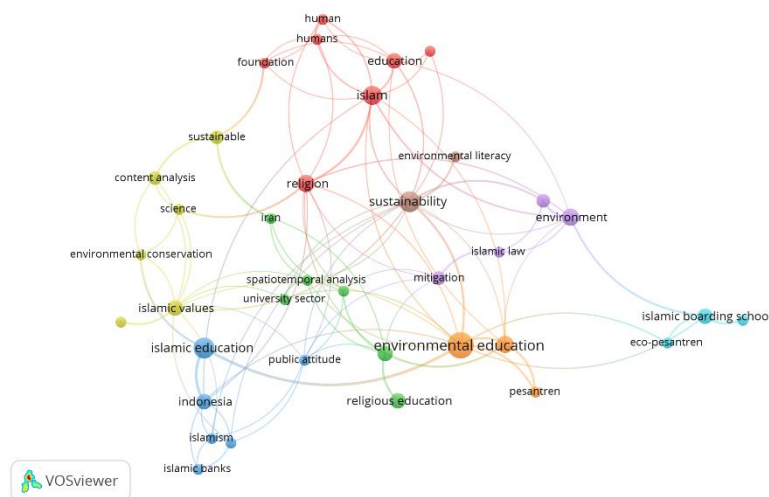 human
humans
foundation
education
islam
sustainable
environmental literacy
content analysis
religion
science
sustainability
iran
environment
environmental conservation
islamic law
spatiotemporal analysis
mitigation
university sector
islamic values
islamic boarding schoo
eco-pesantren
islamic education
environmental education
public attitude
pesantren
indonesia
religious education
islamism
islamic banks
VOSviewer